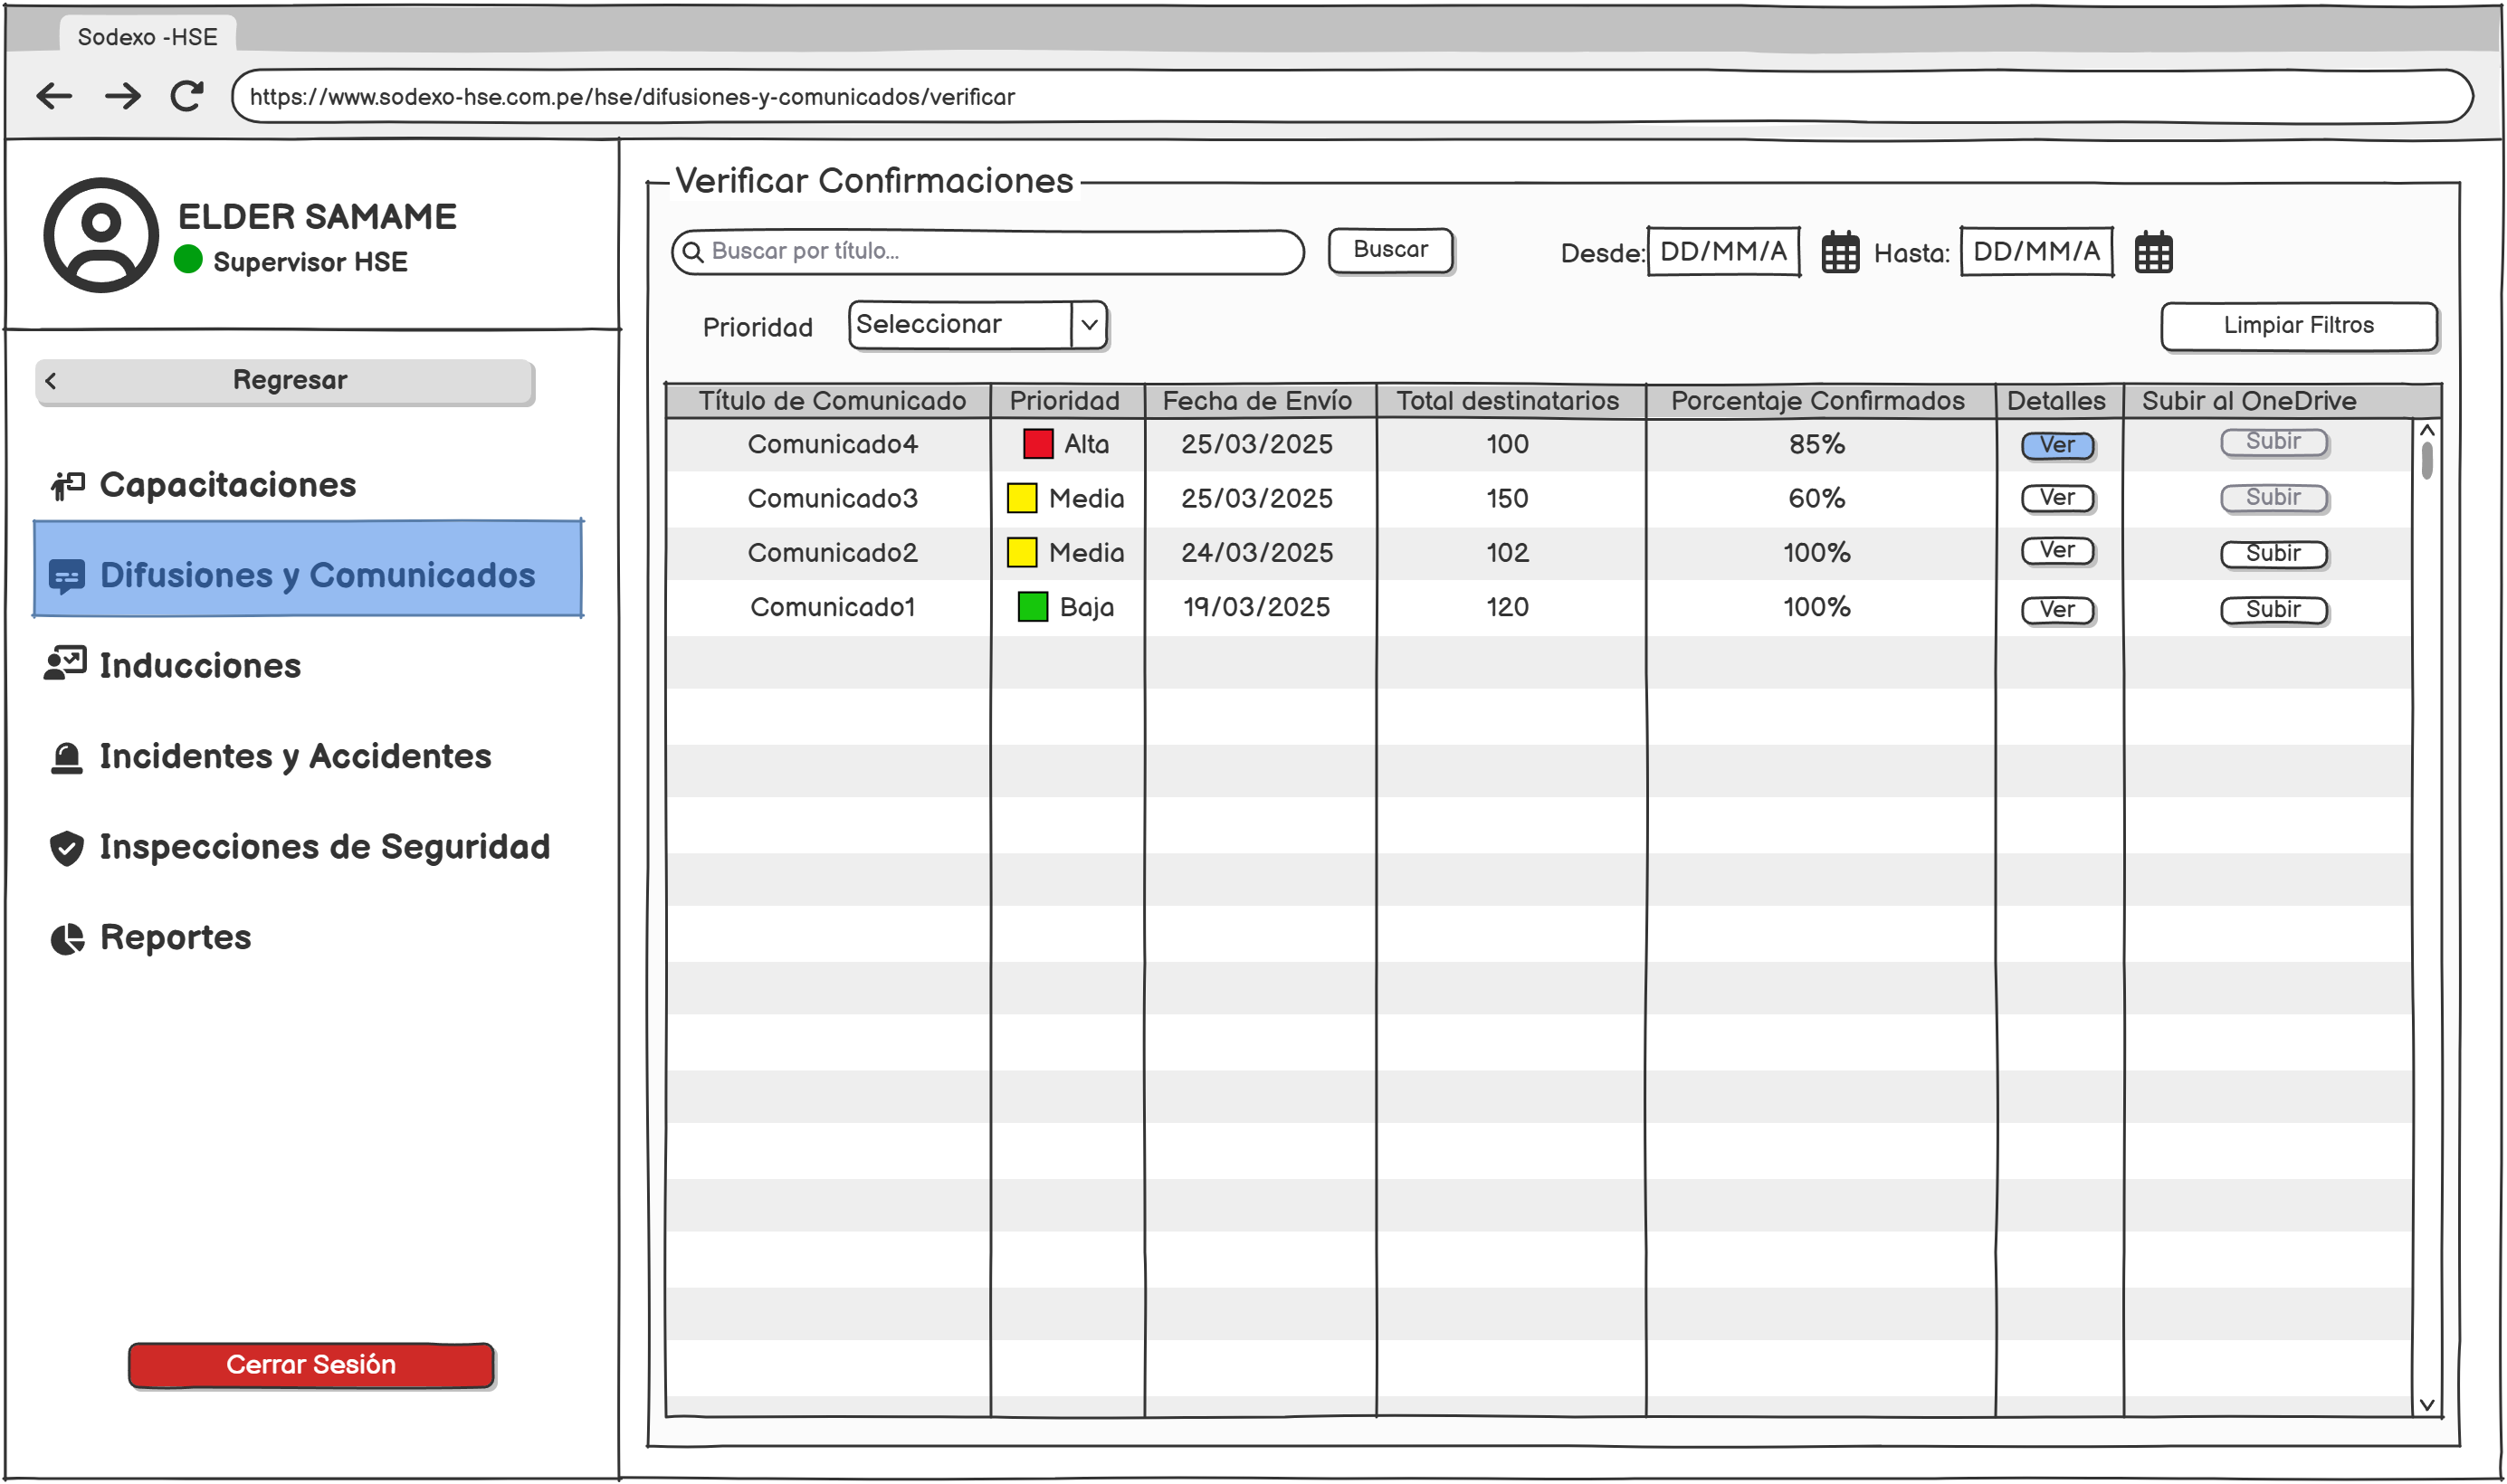 Sodexo -HSE
https://www.sodexo-hse.com.pe/hse/difusiones-y-comunicados/verificar
ELDER SAMAME
Supervisor HSE
Regresar
Capacitaciones
Difusiones y Comunicados
Inducciones
Incidentes y Accidentes
Inspecciones de Seguridad
Reportes
Cerrar Sesión
Verificar Confirmaciones
Buscar por título... Buscar Desde: DD/MM/A Hasta: DD/MM/A
Prioridad Seleccionar Limpiar Filtros
Título de Comunicado Prioridad Fecha de Envío Total destinatarios Porcentaje Confirmados Detalles Subir al OneDrive
Comunicado4 Alta 25/03/2025 100 85% Ver Subir
Comunicado3 Media 25/03/2025 150 60% Ver Subir
Comunicado2 Media 24/03/2025 102 100% Ver Subir
Comunicado1 Baja 19/03/2025 120 100% Ver Subir